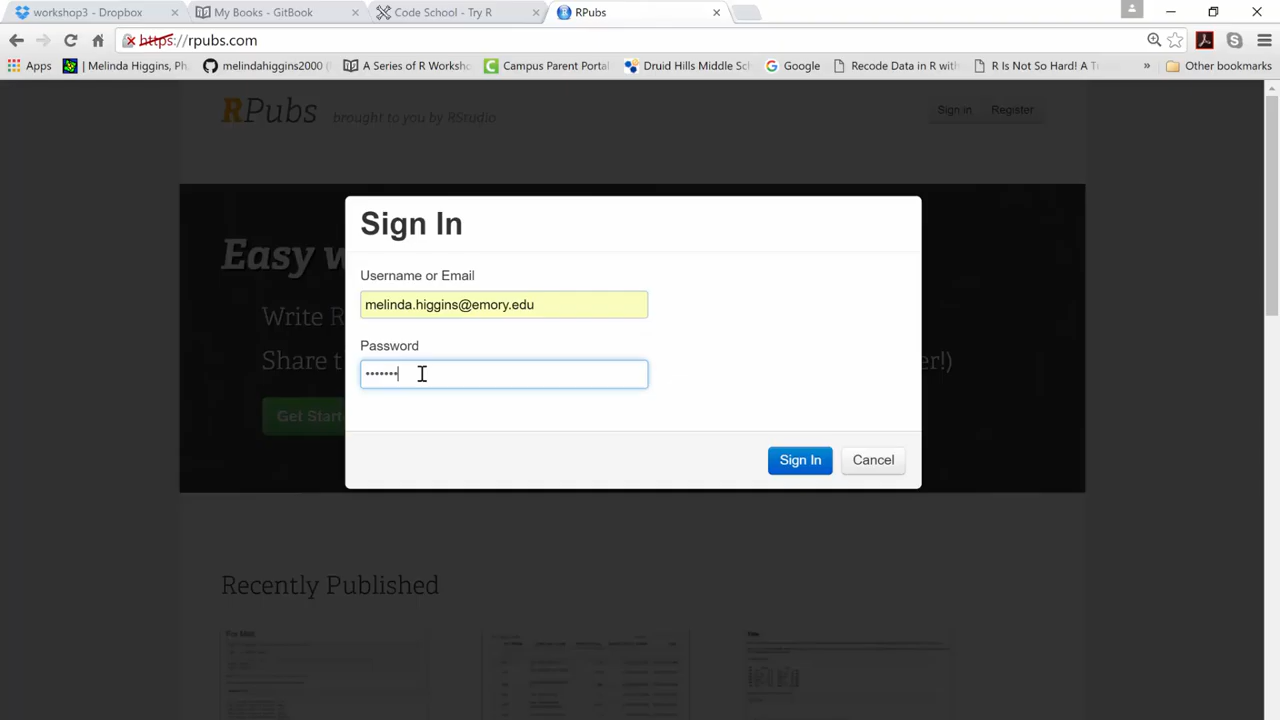 workshop3 - Dropbox
My Books - GitBook
Code School - Try R
RPubs
https://rpubs.com
Apps
| Melinda Higgins, Ph.
melindahiggins2000 (
A Series of R Worksh
Campus Parent Portal
Druid Hills Middle Sc
Google
Recode Data in R with
R Is Not So Hard! A T
»
Other bookmarks
RPubs brought to you by RStudio
Sign in
Register
Sign In
Easy w
Username or Email
melinda.higgins@emory.edu
Write R
Password
Share t
er!)
•••••••
Get Start
Sign In
Cancel
Recently Published